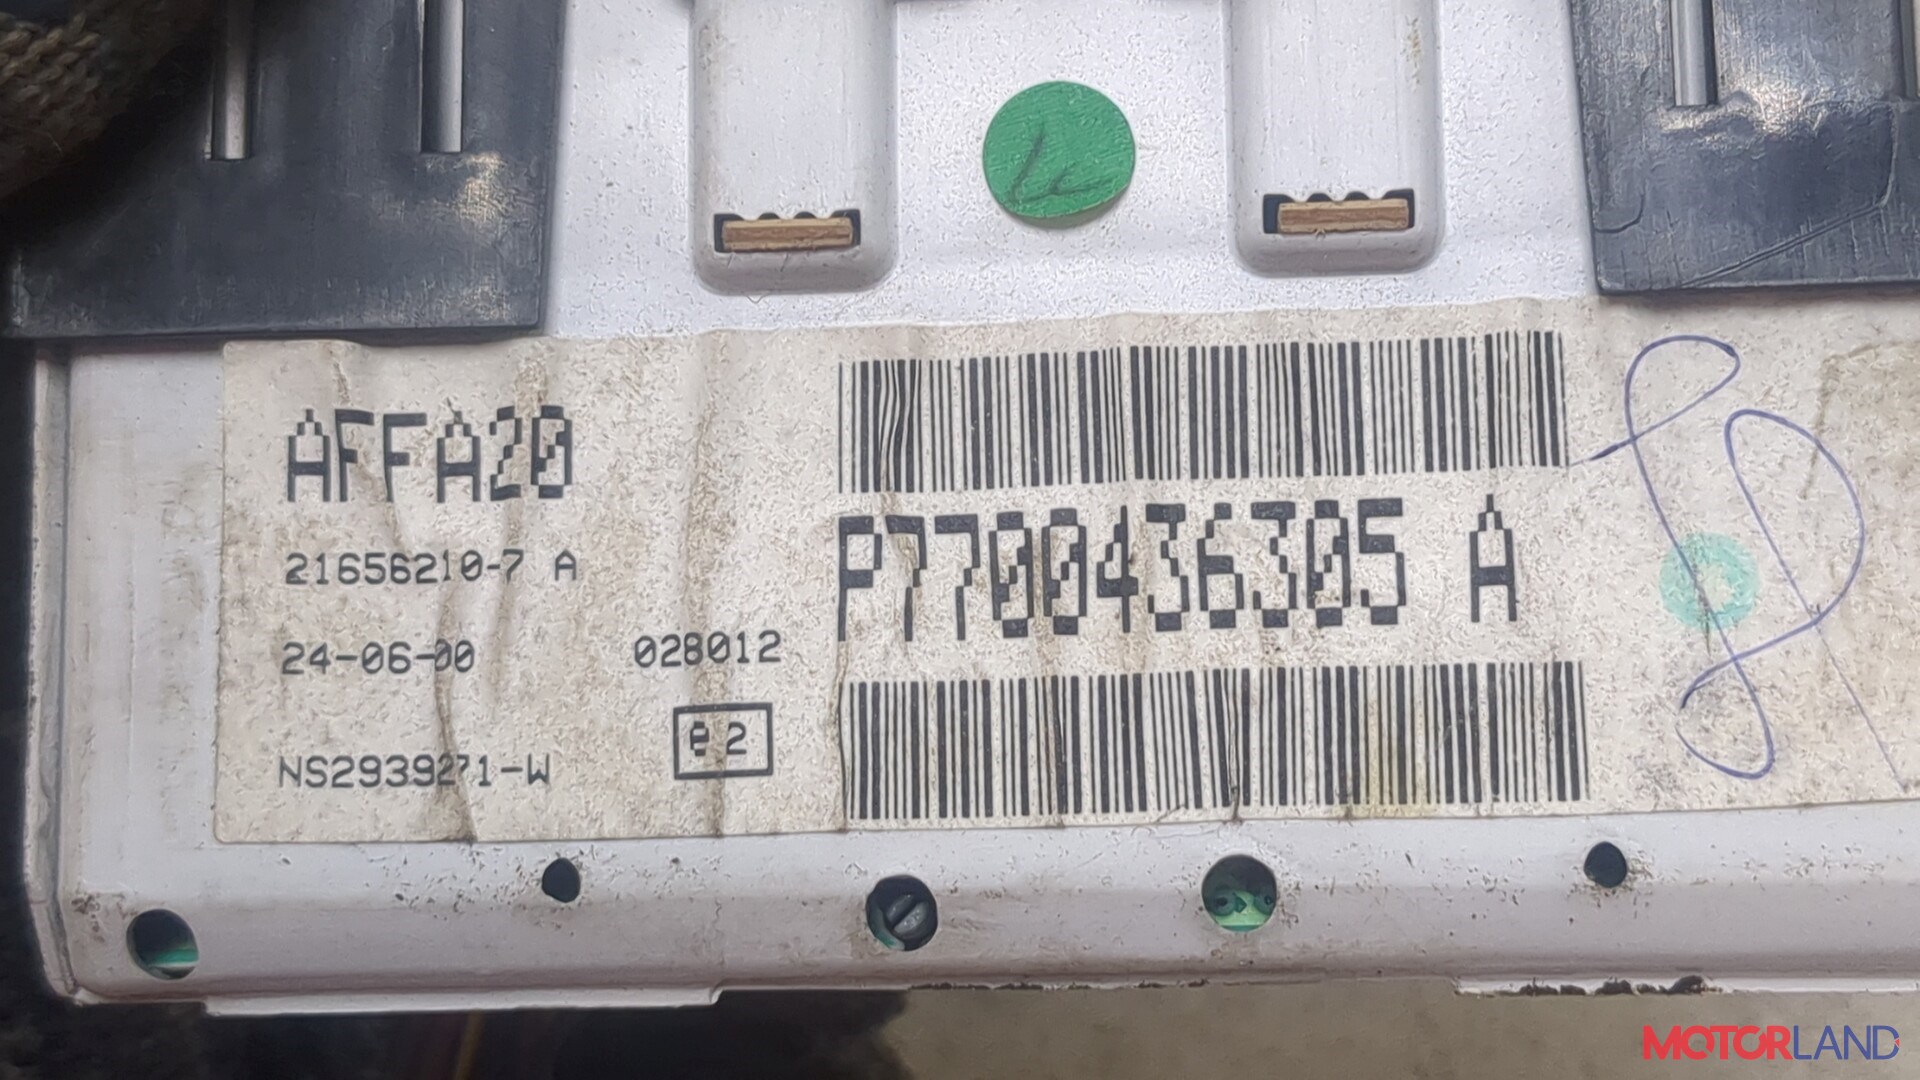 AFFA20
21656210-7 A
24-06-00
028012
NS2939271-W
e2
P7700436305 A
MOTORLAND